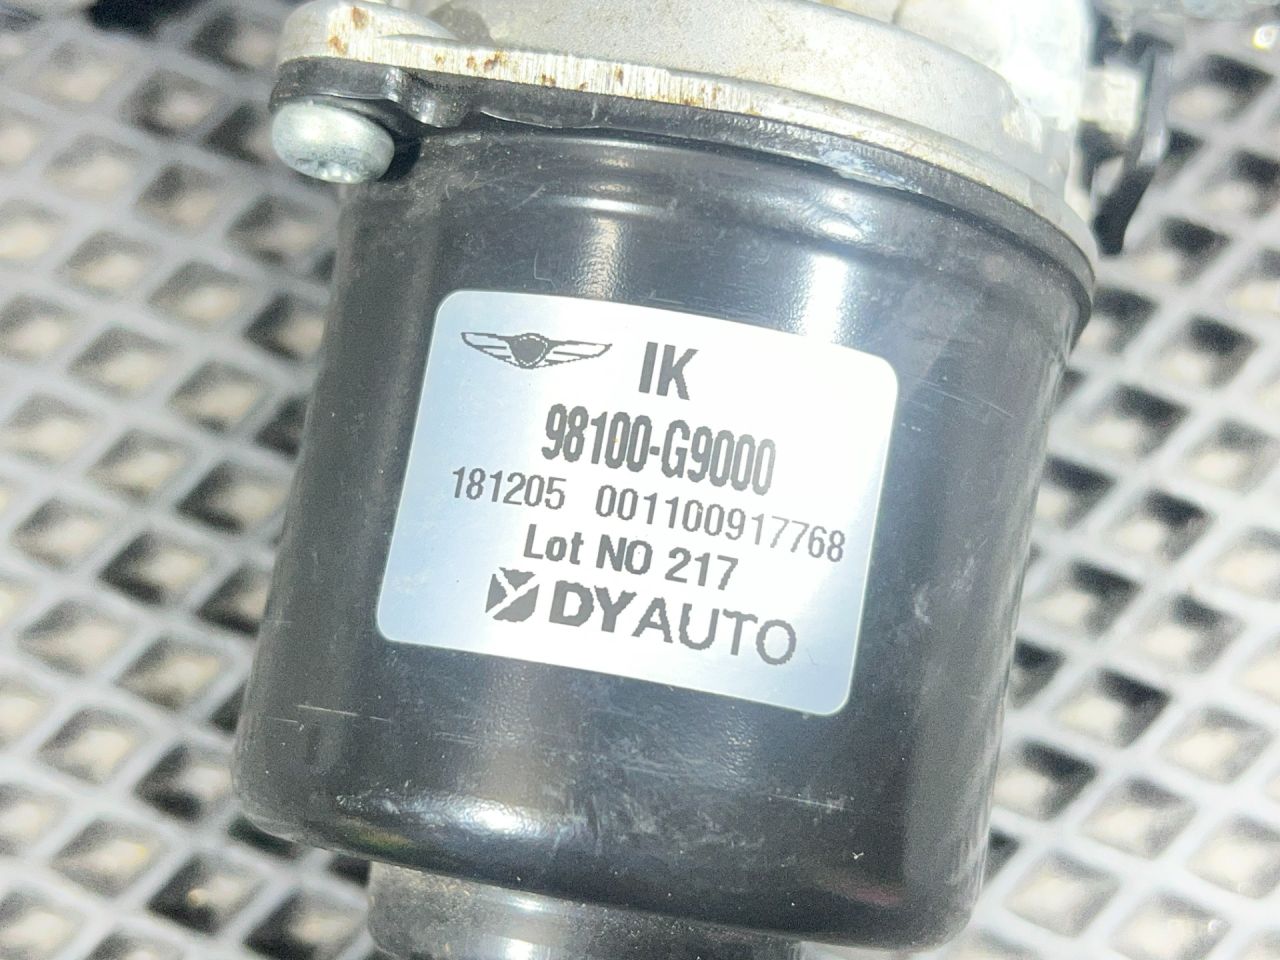 IK
98100-G9000
181205 001100917768
Lot NO 217
DYAUTO